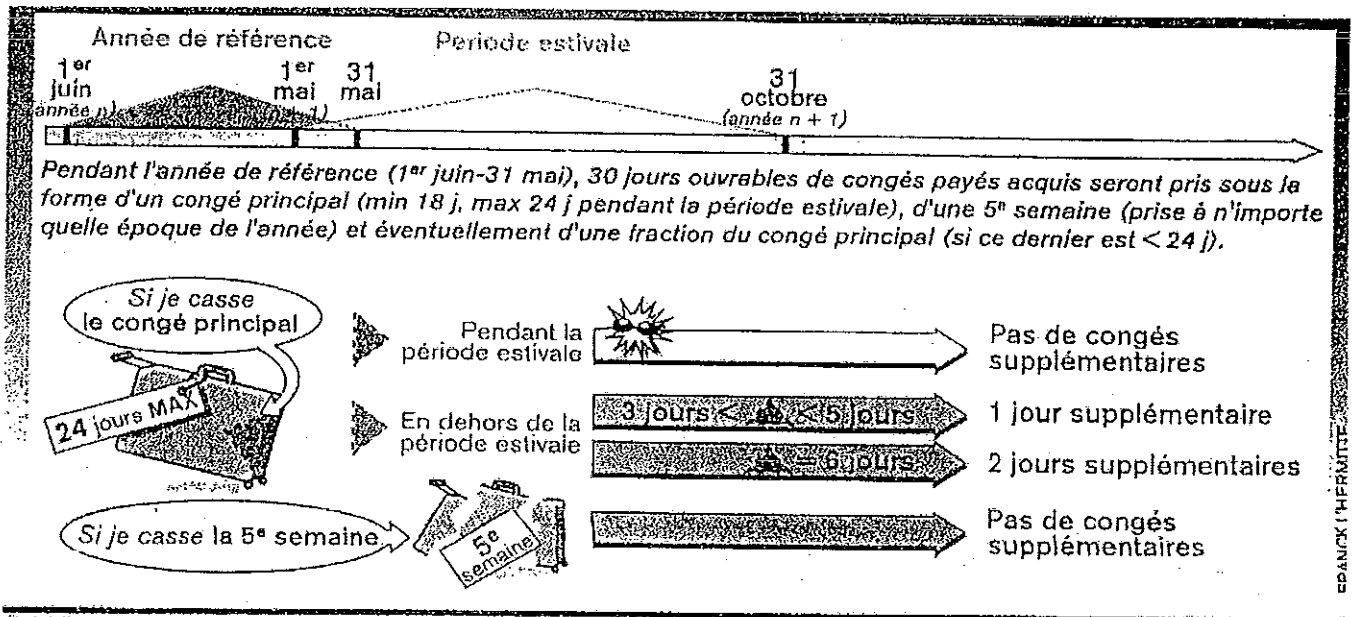 Année de référence
Période estivale
1er juin (année n)
1er mai (n + 1)
31 mai
31 octobre (année n + 1)
Pendant l'année de référence (1er juin-31 mai), 30 jours ouvrables de congés payés acquis seront pris sous la
forme d'un congé principal (min 18 j, max 24 j pendant la période estivale), d'une 5e semaine (prise à n'importe
quelle époque de l'année) et éventuellement d'une fraction du congé principal (si ce dernier est < 24 j).
Si je casse
le congé principal
24 jours MAX
Pendant la
période estivale
Pas de congés
supplémentaires
En dehors de la
période estivale
3 jours < < 5 jours
1 jour supplémentaire
= 6 jours
2 jours supplémentaires
Si je casse la 5e semaine
5e
semaine
Pas de congés
supplémentaires
FRANCK L'HERMITTE